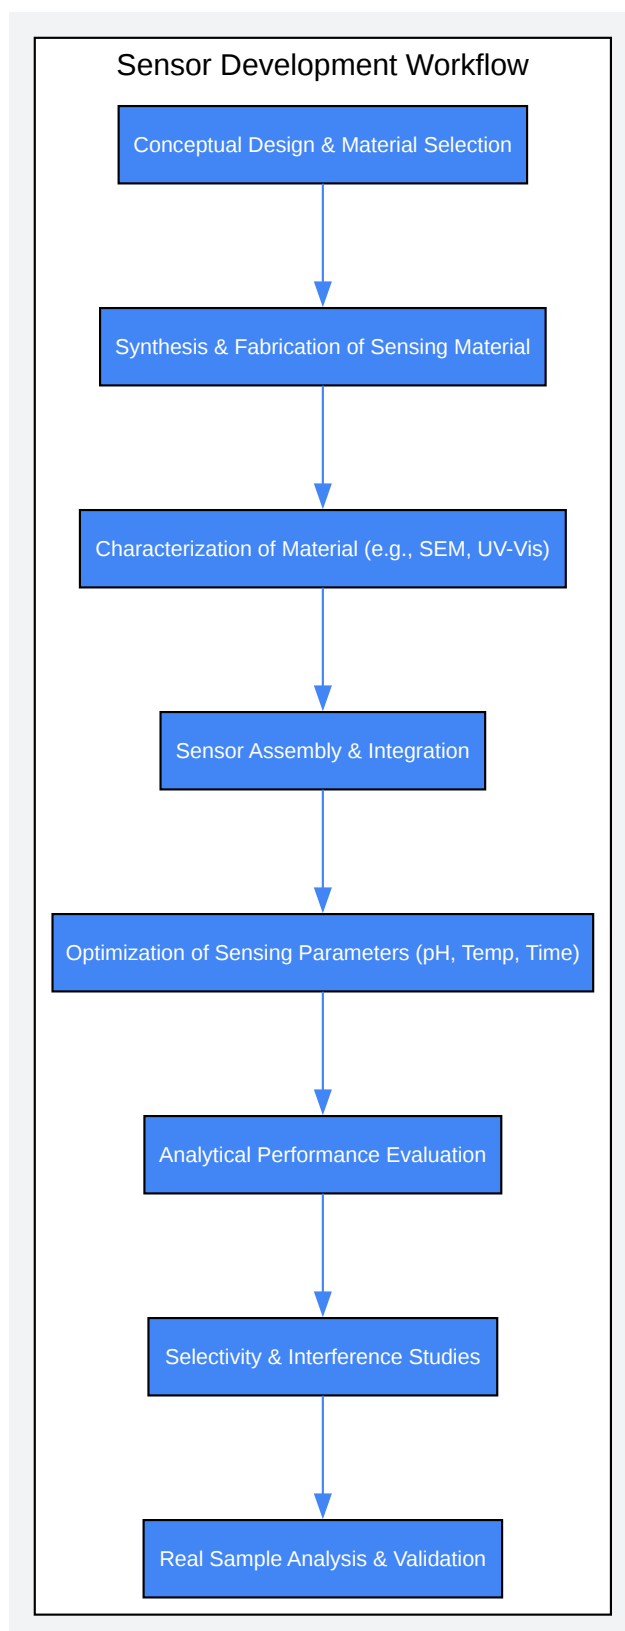 Sensor Development Workflow
Conceptual Design & Material Selection
Synthesis & Fabrication of Sensing Material
Characterization of Material (e.g., SEM, UV-Vis)
Sensor Assembly & Integration
Optimization of Sensing Parameters (pH, Temp, Time)
Analytical Performance Evaluation
Selectivity & Interference Studies
Real Sample Analysis & Validation